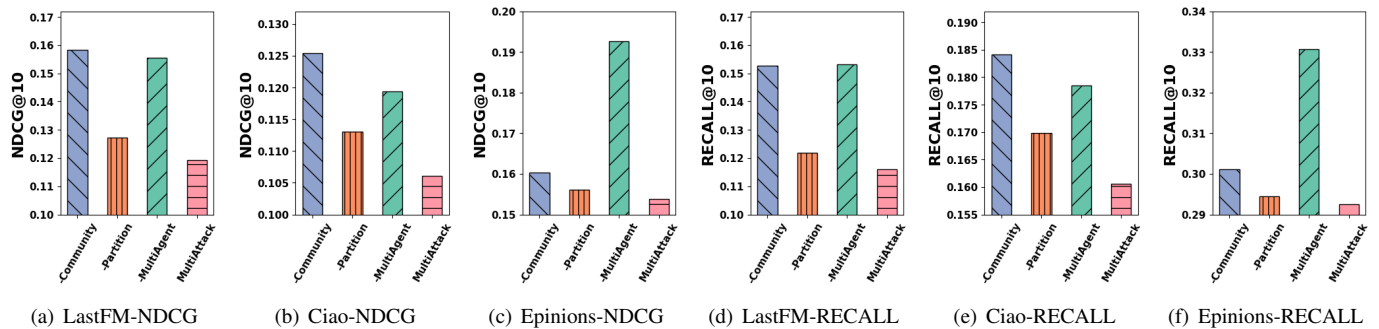 NDCG@10
0.17
0.16
0.15
0.14
0.13
0.12
0.11
0.10
-Community
-Partition
-MultiAgent
MultiAttack
(a) LastFM-NDCG
NDCG@10
0.130
0.125
0.120
0.115
0.110
0.105
0.100
-Community
-Partition
-MultiAgent
MultiAttack
(b) Ciao-NDCG
NDCG@10
0.20
0.19
0.18
0.17
0.16
0.15
-Community
-Partition
-MultiAgent
MultiAttack
(c) Epinions-NDCG
RECALL@10
0.17
0.16
0.15
0.14
0.13
0.12
0.11
0.10
-Community
-Partition
-MultiAgent
MultiAttack
(d) LastFM-RECALL
RECALL@10
0.190
0.185
0.180
0.175
0.170
0.165
0.160
0.155
-Community
-Partition
-MultiAgent
MultiAttack
(e) Ciao-RECALL
RECALL@10
0.34
0.33
0.32
0.31
0.30
0.29
-Community
-Partition
-MultiAgent
MultiAttack
(f) Epinions-RECALL